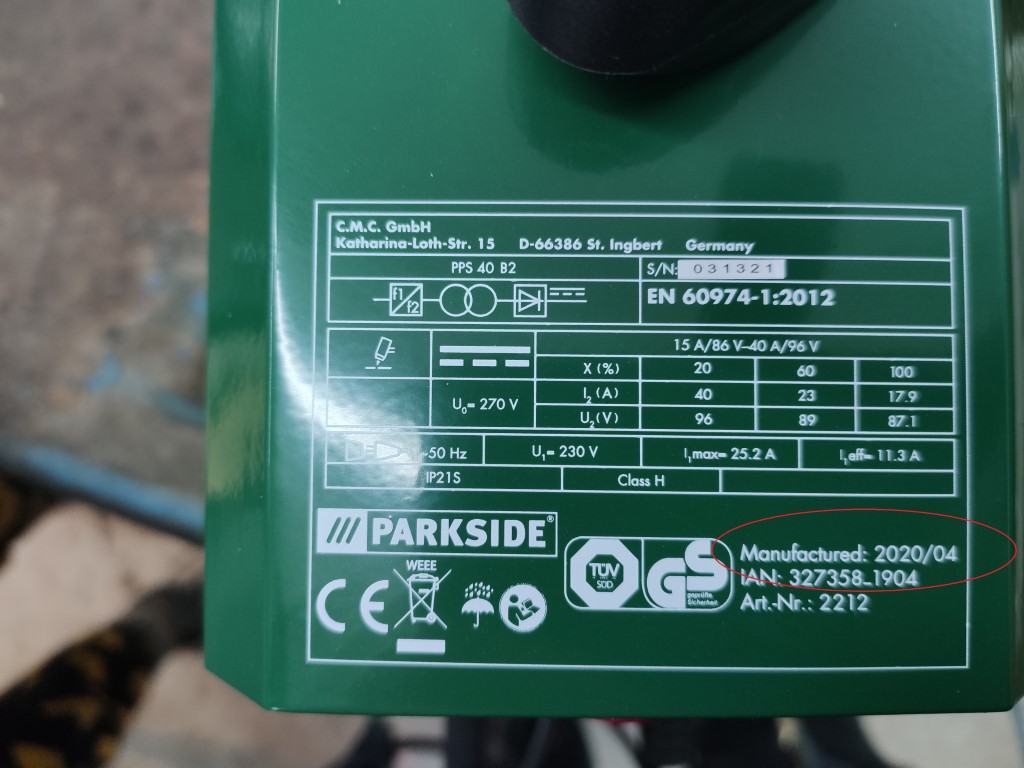 C.M.C. GmbH
Katharina-Loth-Str. 15 D-66386 St. Ingbert Germany
PPS 40 B2 S/N: 031321
f1 f2
EN 60974-1:2012
15 A/86 V–40 A/96 V
X (%) 20 60 100
U₀= 270 V I₂ (A) 40 23 17.9
U₂ (V) 96 89 87.1
~50 Hz U₁= 230 V I₁max= 25.2 A I₁eff= 11.3 A
IP21S Class H
/// PARKSIDE®
WEEE
CE
TÜV
SÜD
GS
geprüfte
Sicherheit
Manufactured: 2020/04
IAN: 327358_1904
Art.-Nr.: 2212